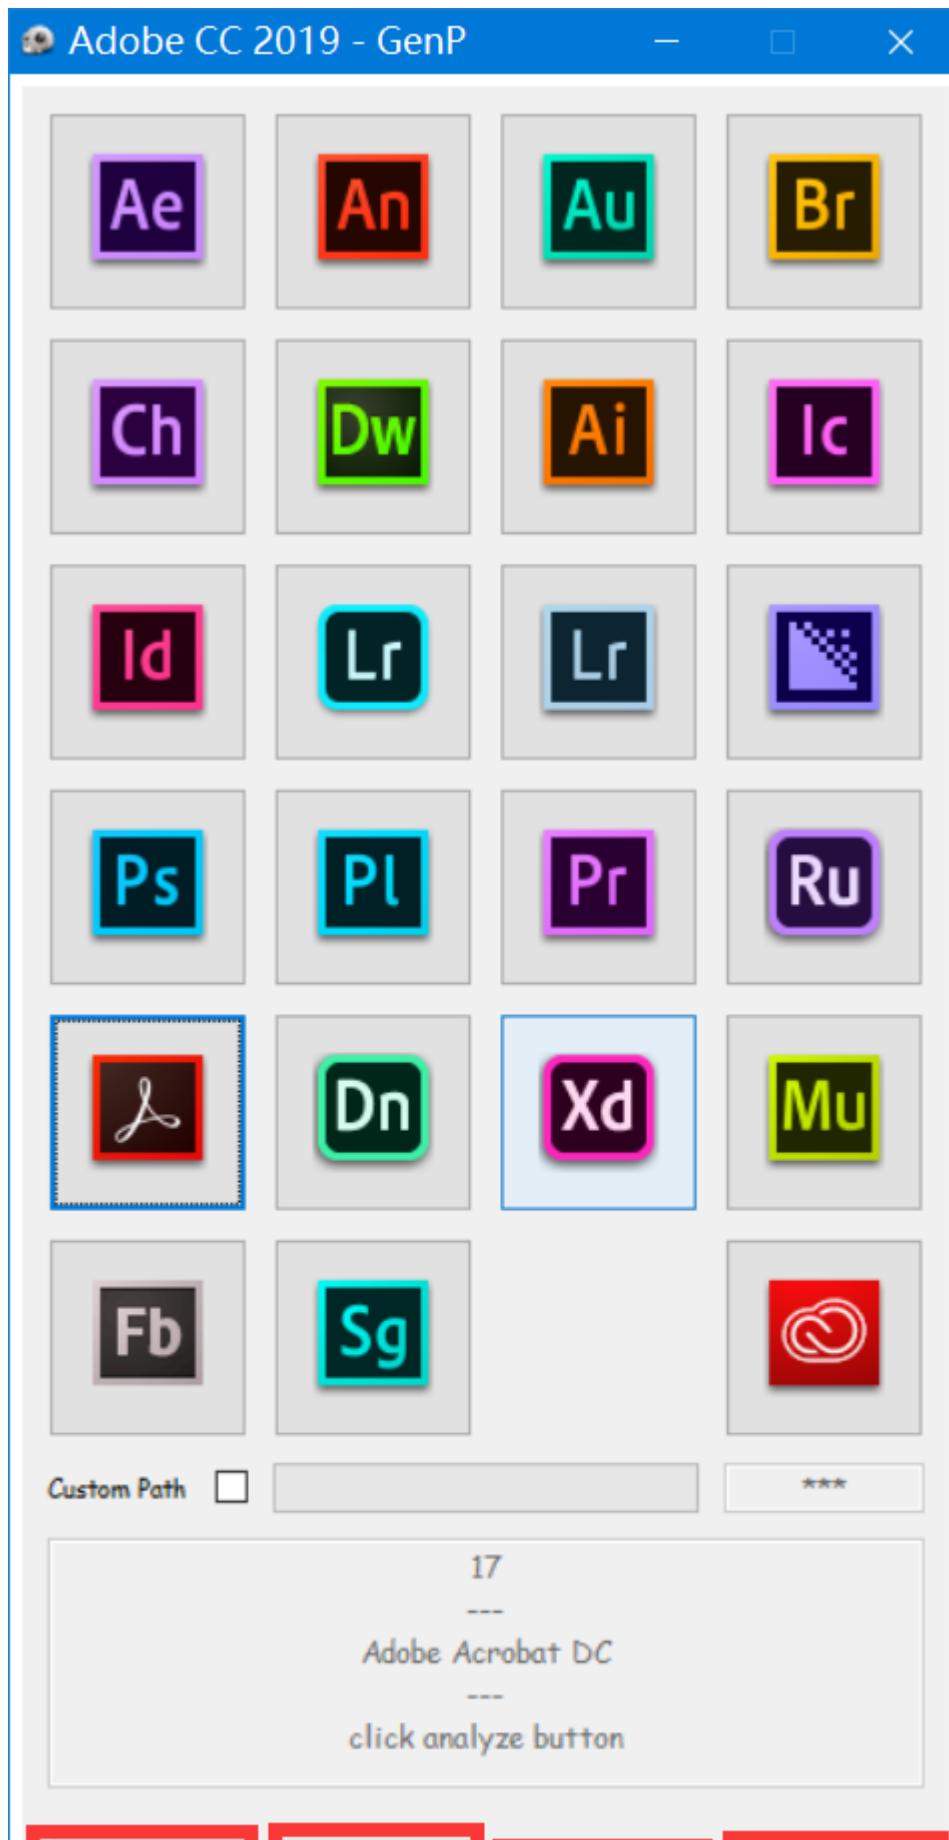 Adobe CC 2019 - GenP
Ae An Au Br
Ch Dw Ai Ic
Id Lr Lr
Ps Pl Pr Ru
Dn Xd Mu
Fb Sg
Custom Path ***
17
---
Adobe Acrobat DC
---
click analyze button